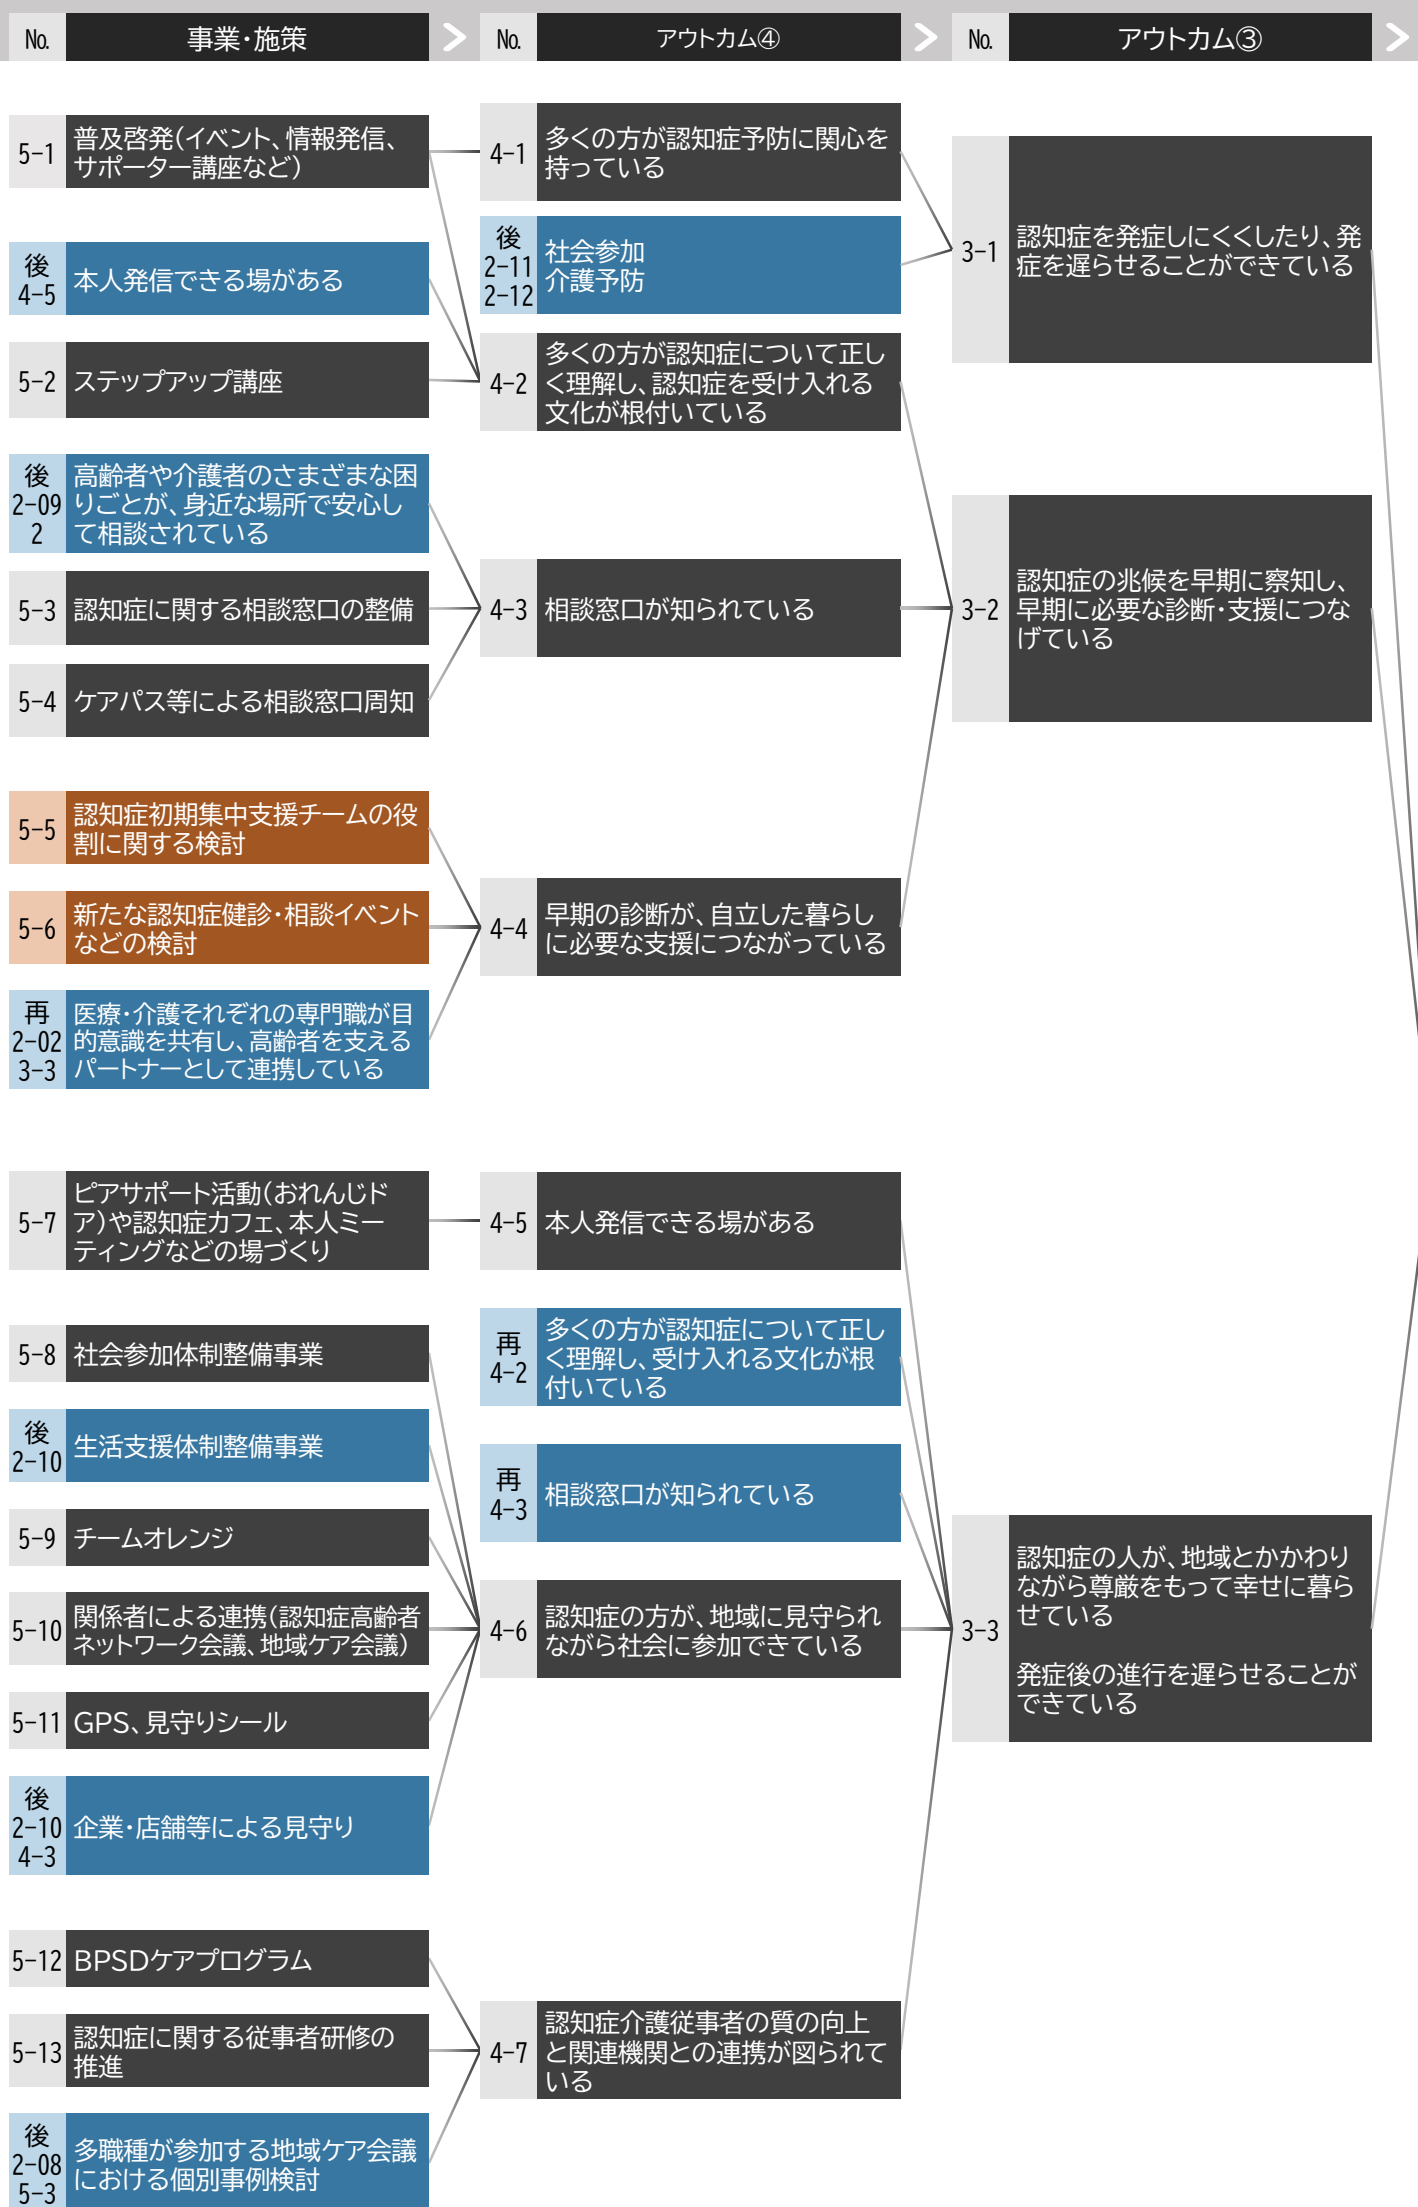 No. 事業・施策 No. アウトカム④ No. アウトカム③
5-1
普及啓発(イベント、情報発信、
サポーター講座など)
後
4-5
本人発信できる場がある
5-2
ステップアップ講座
後
2-09
2
高齢者や介護者のさまざまな困
りごとが、身近な場所で安心し
て相談されている
5-3
認知症に関する相談窓口の整備
5-4
ケアパス等による相談窓口周知
5-5
認知症初期集中支援チームの役
割に関する検討
5-6
新たな認知症健診・相談イベント
などの検討
再
2-02
3-3
医療・介護それぞれの専門職が目
的意識を共有し、高齢者を支える
パートナーとして連携している
5-7
ピアサポート活動(おれんじド
ア)や認知症カフェ、本人ミー
ティングなどの場づくり
5-8
社会参加体制整備事業
後
2-10
生活支援体制整備事業
5-9
チームオレンジ
5-10
関係者による連携(認知症高齢者
ネットワーク会議、地域ケア会議)
5-11
GPS、見守りシール
後
2-10
4-3
企業・店舗等による見守り
5-12
BPSDケアプログラム
5-13
認知症に関する従事者研修の
推進
後
2-08
5-3
多職種が参加する地域ケア会議
における個別事例検討
4-1
多くの方が認知症予防に関心を
持っている
後
2-11
2-12
社会参加
介護予防
4-2
多くの方が認知症について正し
く理解し、認知症を受け入れる
文化が根付いている
4-3
相談窓口が知られている
4-4
早期の診断が、自立した暮らし
に必要な支援につながっている
4-5
本人発信できる場がある
再
4-2
多くの方が認知症について正し
く理解し、受け入れる文化が根
付いている
再
4-3
相談窓口が知られている
4-6
認知症の方が、地域に見守られ
ながら社会に参加できている
4-7
認知症介護従事者の質の向上
と関連機関との連携が図られて
いる
3-1
認知症を発症しにくくしたり、発
症を遅らせることができている
3-2
認知症の兆候を早期に察知し、
早期に必要な診断・支援につな
げている
3-3
認知症の人が、地域とかかわり
ながら尊厳をもって幸せに暮ら
せている
発症後の進行を遅らせることが
できている